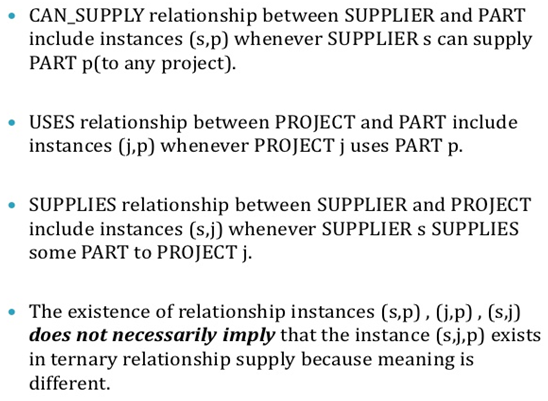 • CAN_SUPPLY relationship between SUPPLIER and PART
include instances (s,p) whenever SUPPLIER s can supply
PART p(to any project).
• USES relationship between PROJECT and PART include
instances (j,p) whenever PROJECT j uses PART p.
• SUPPLIES relationship between SUPPLIER and PROJECT
include instances (s,j) whenever SUPPLIER s SUPPLIES
some PART to PROJECT j.
• The existence of relationship instances (s,p) , (j,p) , (s,j)
does not necessarily imply that the instance (s,j,p) exists
in ternary relationship supply because meaning is
different.